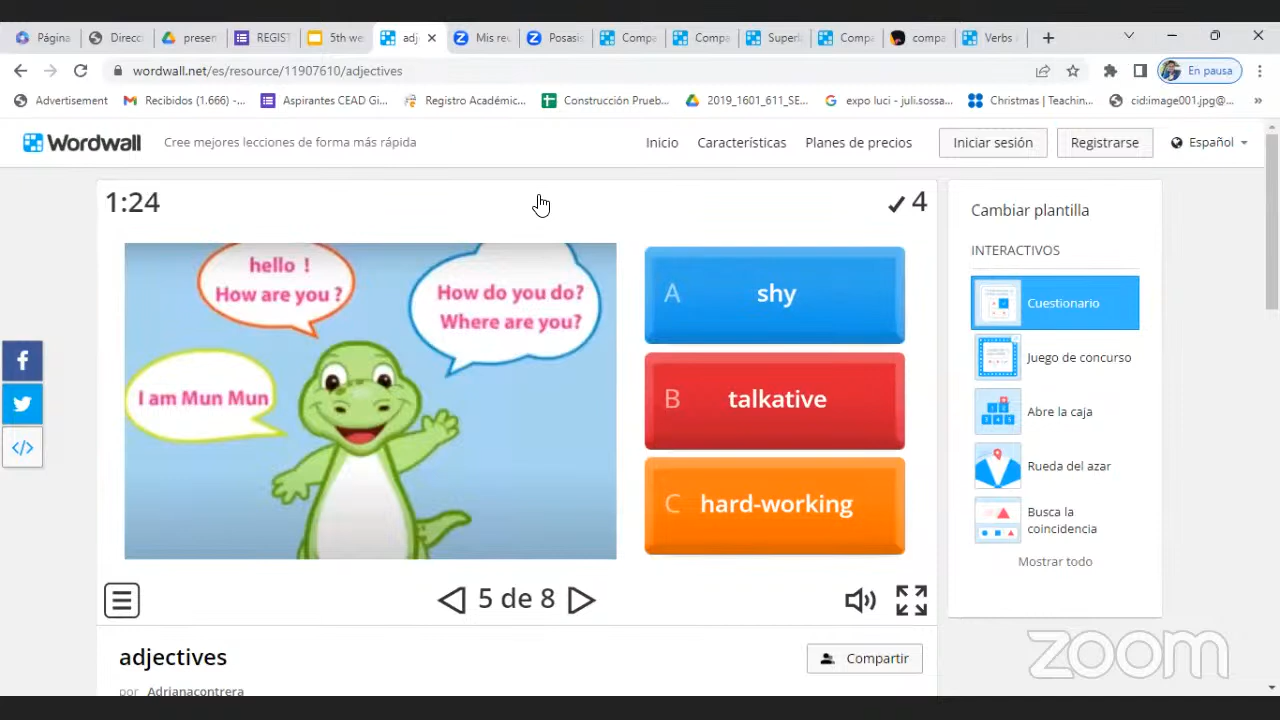 Página
Direcc
presen
REGIST
5th we
adj
Mis re
Posasi
Compa
Compa
Superl
Compa
compa
Verbs a
wordwall.net/es/resource/11907610/adjectives
En pausa
Advertisement
Recibidos (1.666) -...
Aspirantes CEAD Gi...
Registro Académic...
Construcción Prueb...
2019_1601_611_SE...
expo luci - juli.sossa...
Christmas | Teachin...
cid:image001.jpg@...
Wordwall
Cree mejores lecciones de forma más rápida
Inicio
Características
Planes de precios
Iniciar sesión
Registrarse
Español
1:24
4
hello !
How are you ?
How do you do?
Where are you?
I am Mun Mun
A shy
B talkative
C hard-working
5 de 8
Cambiar plantilla
INTERACTIVOS
Cuestionario
Juego de concurso
Abre la caja
Rueda del azar
Busca la
coincidencia
Mostrar todo
adjectives
Compartir
por Adrianacontrera
zoom